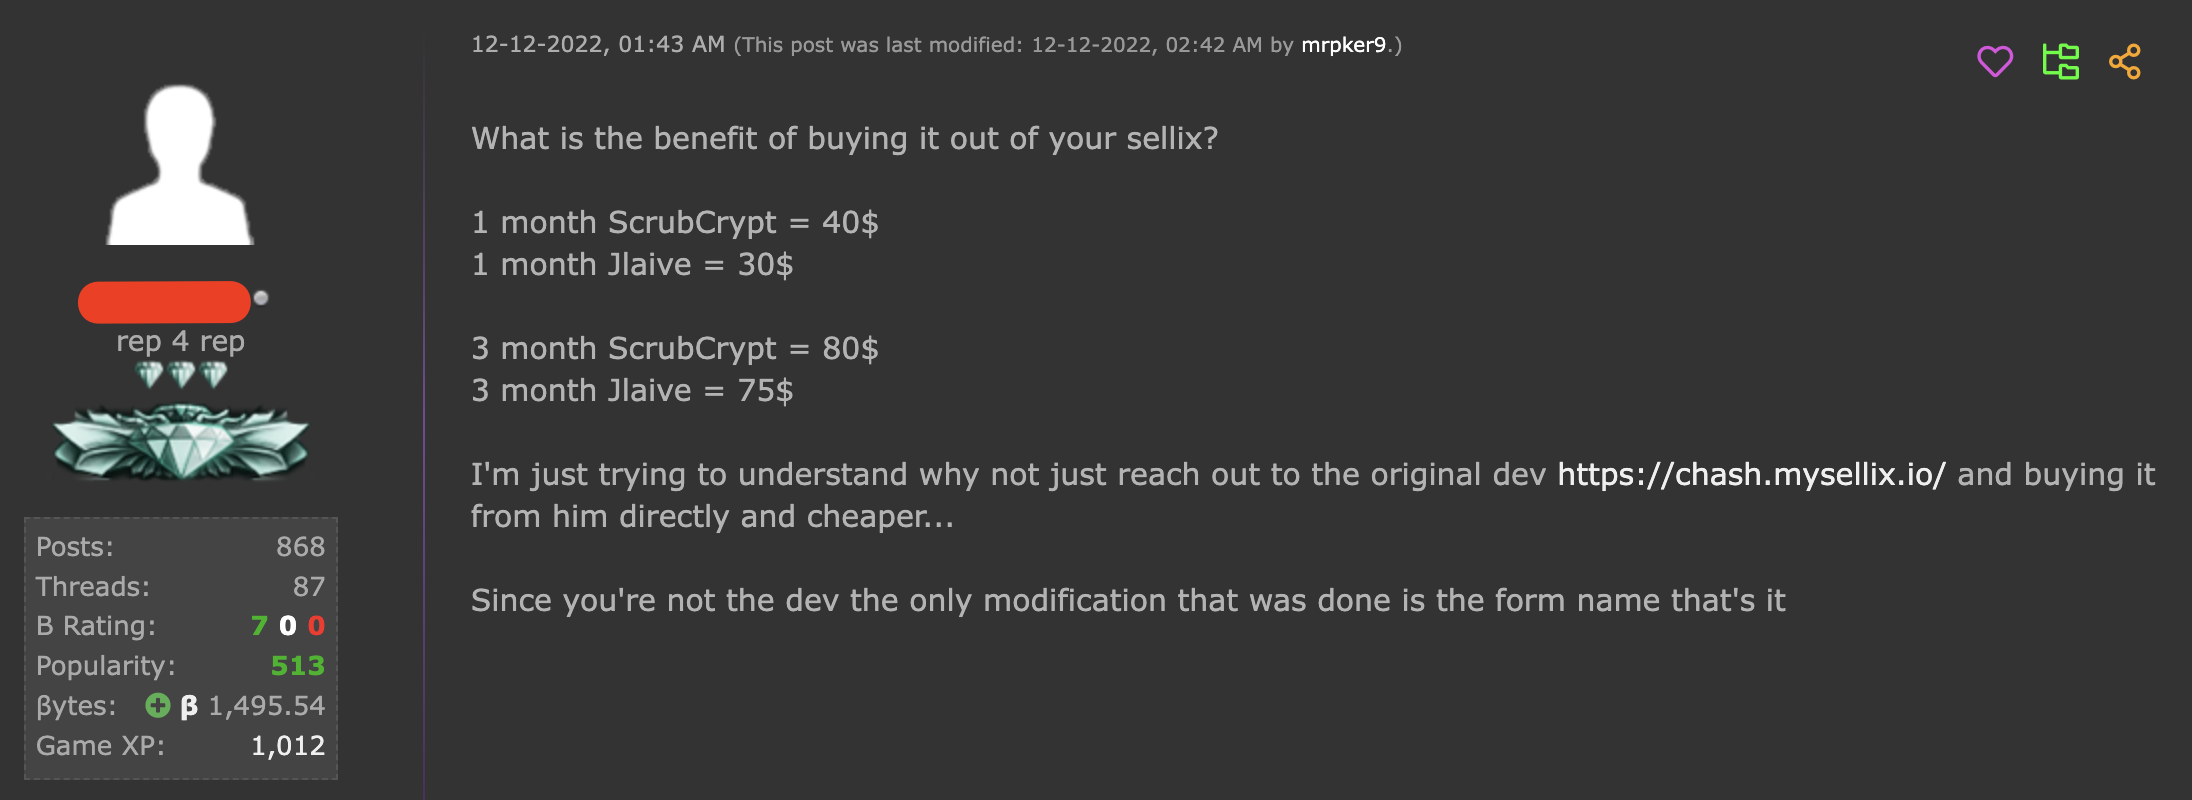 12-12-2022, 01:43 AM (This post was last modified: 12-12-2022, 02:42 AM by mrpker9.)
rep 4 rep
Posts: 868
Threads: 87
B Rating: 7 0 0
Popularity: 513
βytes: β 1,495.54
Game XP: 1,012
What is the benefit of buying it out of your sellix?
1 month ScrubCrypt = 40$
1 month Jlaive = 30$
3 month ScrubCrypt = 80$
3 month Jlaive = 75$
I'm just trying to understand why not just reach out to the original dev https://chash.mysellix.io/ and buying it
from him directly and cheaper...
Since you're not the dev the only modification that was done is the form name that's it